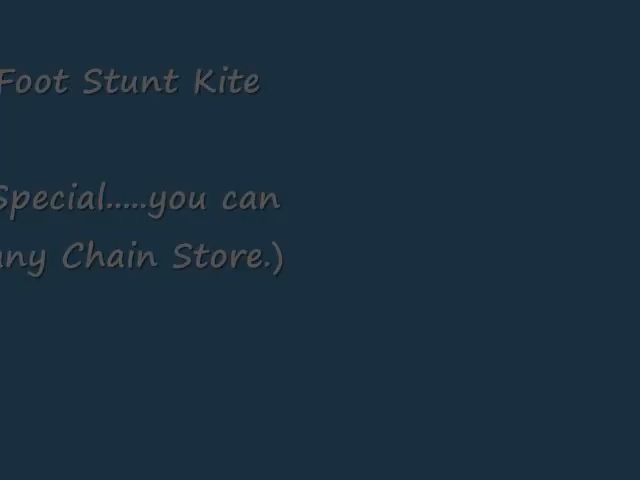 Foot Stunt Kite
Special.....you can
any Chain Store.)